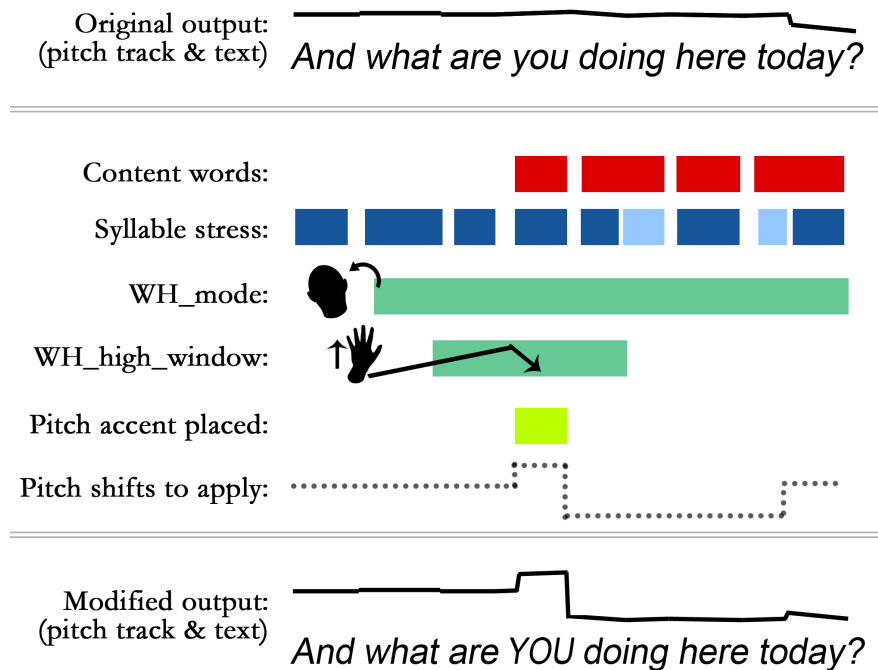 Original output:
(pitch track & text)
And what are you doing here today?
Content words:
Syllable stress:
WH_mode:
WH_high_window:
Pitch accent placed:
Pitch shifts to apply:
Modified output:
(pitch track & text)
And what are YOU doing here today?